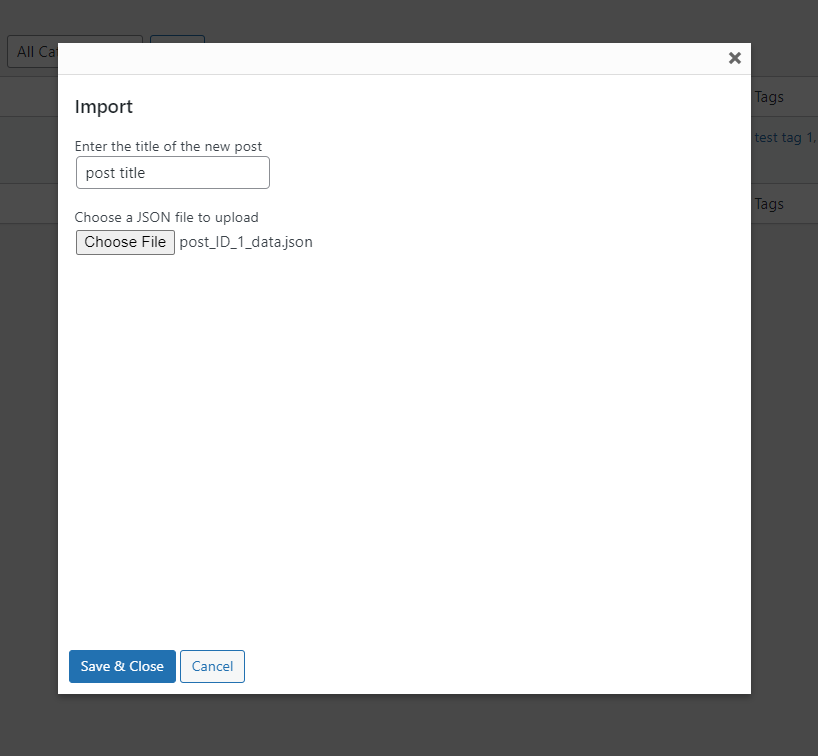 All Ca
Tags
test tag 1,
Tags
Import
Enter the title of the new post
post title
Choose a JSON file to upload
Choose File post_ID_1_data.json
Save & Close Cancel